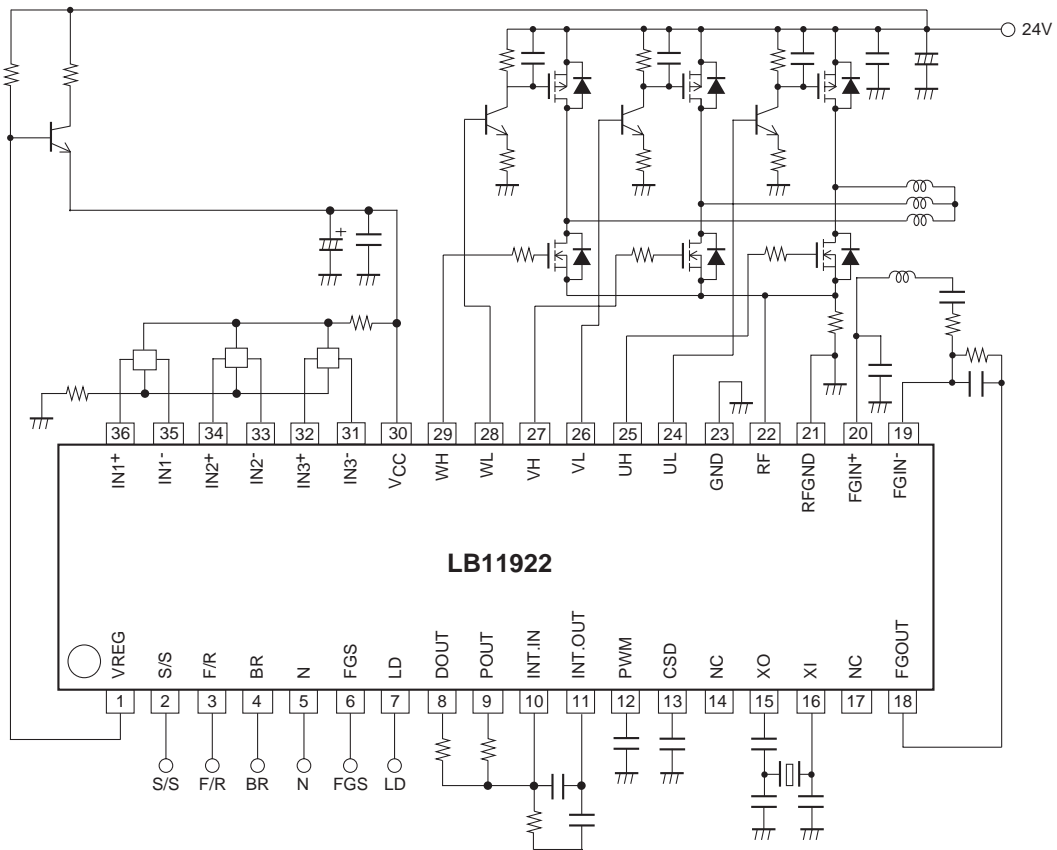 24V
+
36 35 34 33 32 31 30 29 28 27 26 25 24 23 22 21 20 19
IN1+ IN1- IN2+ IN2- IN3+ IN3- VCC WH WL VH VL UH UL GND RF RFGND FGIN+ FGIN-
LB11922
VREG S/S F/R BR N FGS LD DOUT POUT INT.IN INT.OUT PWM CSD NC XO XI NC FGOUT
1 2 3 4 5 6 7 8 9 10 11 12 13 14 15 16 17 18
S/S F/R BR N FGS LD